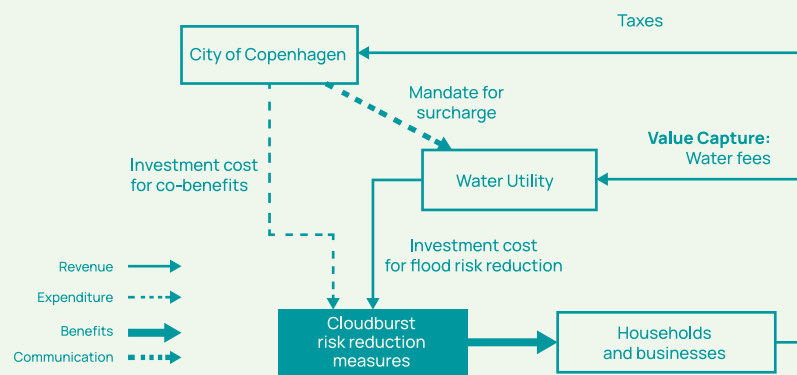 Taxes
City of Copenhagen
Mandate for
surcharge
Value Capture:
Water fees
Investment cost
for co-benefits
Water Utility
Investment cost
for flood risk reduction
Revenue
Expenditure
Benefits
Communication
Cloudburst
risk reduction
measures
Households
and businesses